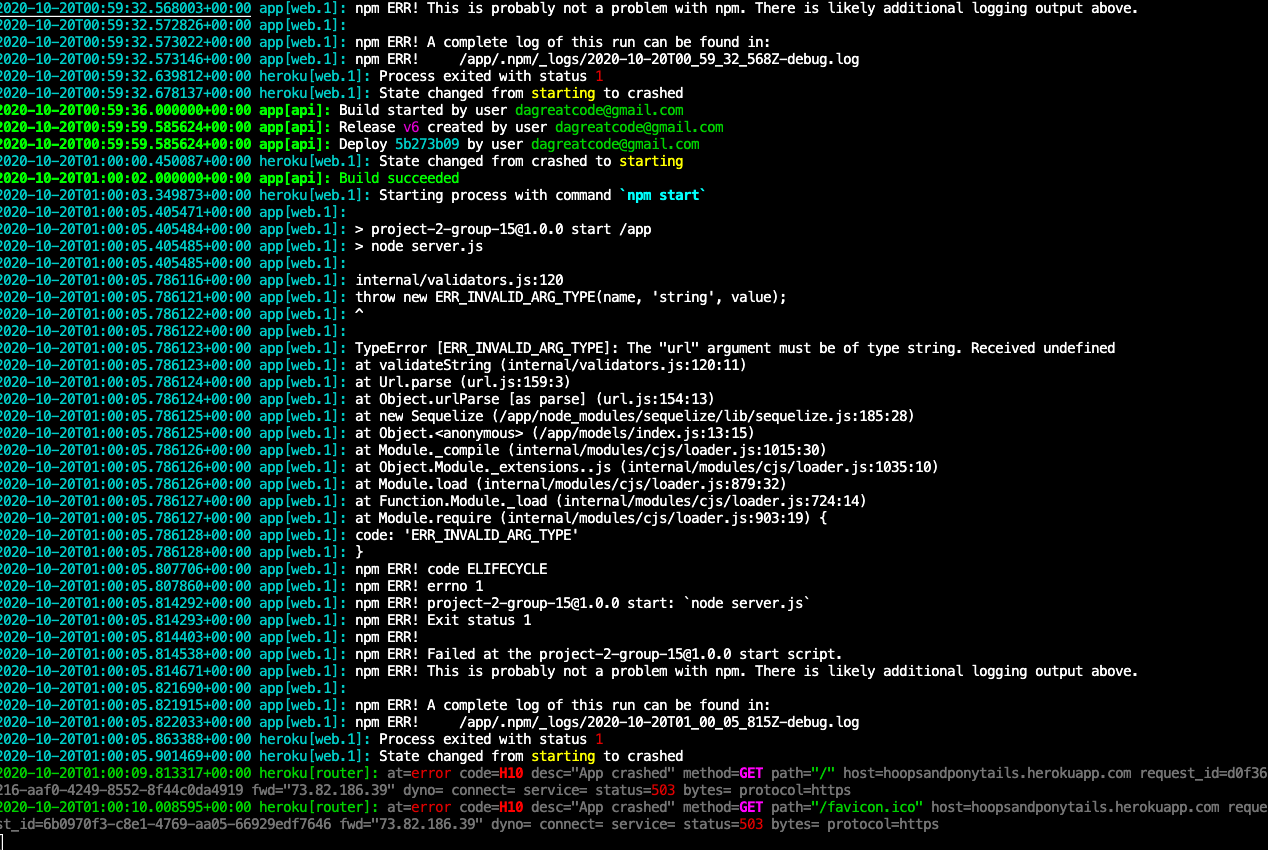 2020-10-20T00:59:32.568003+00:00 app[web.1]: npm ERR! This is probably not a problem with npm. There is likely additional logging output above.
2020-10-20T00:59:32.572826+00:00 app[web.1]:
2020-10-20T00:59:32.573022+00:00 app[web.1]: npm ERR! A complete log of this run can be found in:
2020-10-20T00:59:32.573146+00:00 app[web.1]: npm ERR!     /app/.npm/_logs/2020-10-20T00_59_32_568Z-debug.log
2020-10-20T00:59:32.639812+00:00 heroku[web.1]: Process exited with status 1
2020-10-20T00:59:32.678137+00:00 heroku[web.1]: State changed from starting to crashed
2020-10-20T00:59:36.000000+00:00 app[api]: Build started by user dagreatcode@gmail.com
2020-10-20T00:59:59.585624+00:00 app[api]: Release v6 created by user dagreatcode@gmail.com
2020-10-20T00:59:59.585624+00:00 app[api]: Deploy 5b273b09 by user dagreatcode@gmail.com
2020-10-20T01:00:00.450087+00:00 heroku[web.1]: State changed from crashed to starting
2020-10-20T01:00:02.000000+00:00 app[api]: Build succeeded
2020-10-20T01:00:03.349873+00:00 heroku[web.1]: Starting process with command `npm start`
2020-10-20T01:00:05.405471+00:00 app[web.1]:
2020-10-20T01:00:05.405484+00:00 app[web.1]: > project-2-group-15@1.0.0 start /app
2020-10-20T01:00:05.405485+00:00 app[web.1]: > node server.js
2020-10-20T01:00:05.405485+00:00 app[web.1]:
2020-10-20T01:00:05.786116+00:00 app[web.1]: internal/validators.js:120
2020-10-20T01:00:05.786121+00:00 app[web.1]: throw new ERR_INVALID_ARG_TYPE(name, 'string', value);
2020-10-20T01:00:05.786122+00:00 app[web.1]: ^
2020-10-20T01:00:05.786122+00:00 app[web.1]:
2020-10-20T01:00:05.786123+00:00 app[web.1]: TypeError [ERR_INVALID_ARG_TYPE]: The "url" argument must be of type string. Received undefined
2020-10-20T01:00:05.786123+00:00 app[web.1]: at validateString (internal/validators.js:120:11)
2020-10-20T01:00:05.786124+00:00 app[web.1]: at Url.parse (url.js:159:3)
2020-10-20T01:00:05.786124+00:00 app[web.1]: at Object.urlParse [as parse] (url.js:154:13)
2020-10-20T01:00:05.786125+00:00 app[web.1]: at new Sequelize (/app/node_modules/sequelize/lib/sequelize.js:185:28)
2020-10-20T01:00:05.786125+00:00 app[web.1]: at Object.<anonymous> (/app/models/index.js:13:15)
2020-10-20T01:00:05.786126+00:00 app[web.1]: at Module._compile (internal/modules/cjs/loader.js:1015:30)
2020-10-20T01:00:05.786126+00:00 app[web.1]: at Object.Module._extensions..js (internal/modules/cjs/loader.js:1035:10)
2020-10-20T01:00:05.786126+00:00 app[web.1]: at Module.load (internal/modules/cjs/loader.js:879:32)
2020-10-20T01:00:05.786127+00:00 app[web.1]: at Function.Module._load (internal/modules/cjs/loader.js:724:14)
2020-10-20T01:00:05.786127+00:00 app[web.1]: at Module.require (internal/modules/cjs/loader.js:903:19) {
2020-10-20T01:00:05.786128+00:00 app[web.1]: code: 'ERR_INVALID_ARG_TYPE'
2020-10-20T01:00:05.786128+00:00 app[web.1]: }
2020-10-20T01:00:05.807706+00:00 app[web.1]: npm ERR! code ELIFECYCLE
2020-10-20T01:00:05.807860+00:00 app[web.1]: npm ERR! errno 1
2020-10-20T01:00:05.814292+00:00 app[web.1]: npm ERR! project-2-group-15@1.0.0 start: `node server.js`
2020-10-20T01:00:05.814293+00:00 app[web.1]: npm ERR! Exit status 1
2020-10-20T01:00:05.814403+00:00 app[web.1]: npm ERR!
2020-10-20T01:00:05.814538+00:00 app[web.1]: npm ERR! Failed at the project-2-group-15@1.0.0 start script.
2020-10-20T01:00:05.814671+00:00 app[web.1]: npm ERR! This is probably not a problem with npm. There is likely additional logging output above.
2020-10-20T01:00:05.821690+00:00 app[web.1]:
2020-10-20T01:00:05.821915+00:00 app[web.1]: npm ERR! A complete log of this run can be found in:
2020-10-20T01:00:05.822033+00:00 app[web.1]: npm ERR!     /app/.npm/_logs/2020-10-20T01_00_05_815Z-debug.log
2020-10-20T01:00:05.863388+00:00 heroku[web.1]: Process exited with status 1
2020-10-20T01:00:05.901469+00:00 heroku[web.1]: State changed from starting to crashed
2020-10-20T01:00:09.813317+00:00 heroku[router]: at=error code=H10 desc="App crashed" method=GET path="/" host=hoopsandponytails.herokuapp.com request_id=d0f36
216-aaf0-4249-8552-8f44c0da4919 fwd="73.82.186.39" dyno= connect= service= status=503 bytes= protocol=https
2020-10-20T01:00:10.008595+00:00 heroku[router]: at=error code=H10 desc="App crashed" method=GET path="/favicon.ico" host=hoopsandponytails.herokuapp.com reque
st_id=6b0970f3-c8e1-4769-aa05-66929edf7646 fwd="73.82.186.39" dyno= connect= service= status=503 bytes= protocol=https